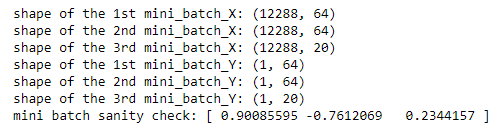 shape of the 1st mini_batch_X: (12288, 64)
shape of the 2nd mini_batch_X: (12288, 64)
shape of the 3rd mini_batch_X: (12288, 20)
shape of the 1st mini_batch_Y: (1, 64)
shape of the 2nd mini_batch_Y: (1, 64)
shape of the 3rd mini_batch_Y: (1, 20)
mini batch sanity check: [ 0.90085595 -0.7612069   0.2344157 ]